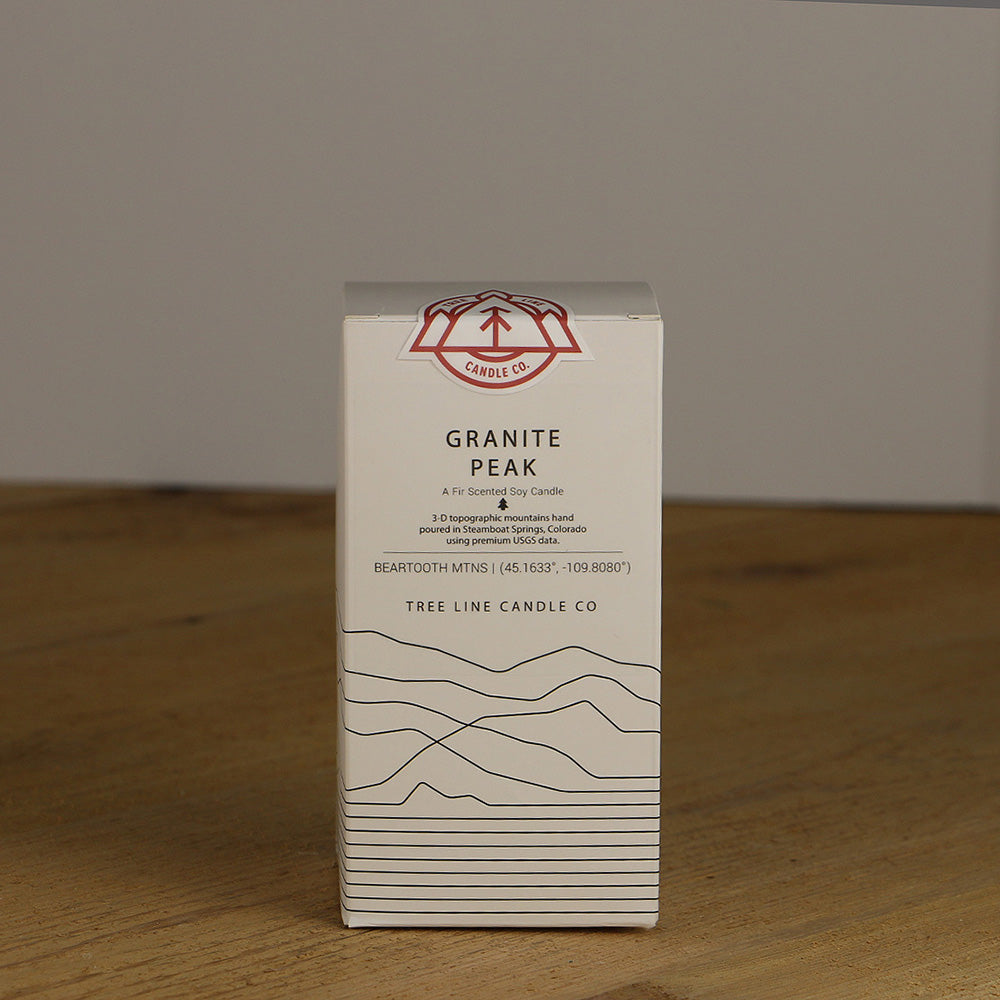 TREE LINE
CANDLE CO.
GRANITE
PEAK
A Fir Scented Soy Candle
3-D topographic mountains hand
poured in Steamboat Springs, Colorado
using premium USGS data.
BEARTOOTH MTNS | (45.1633°, -109.8080°)
TREE LINE CANDLE CO